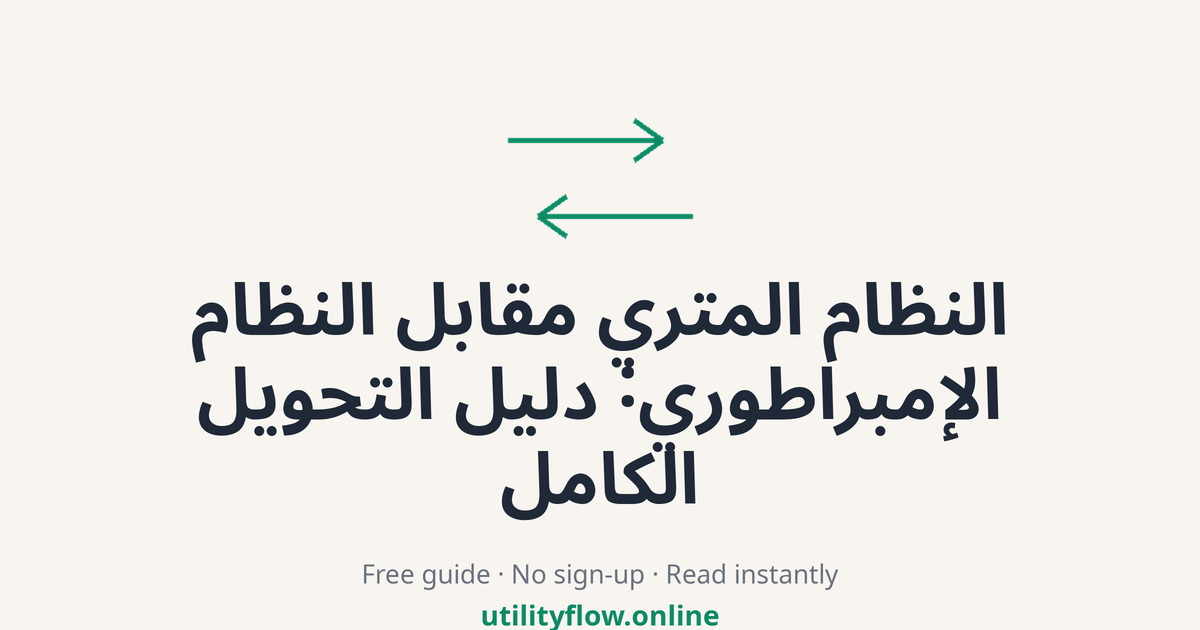 النظام المتري مقابل النظام
الإمبراطوري: دليل التحويل
الكامل
Free guide · No sign-up · Read instantly
utilityflow.online